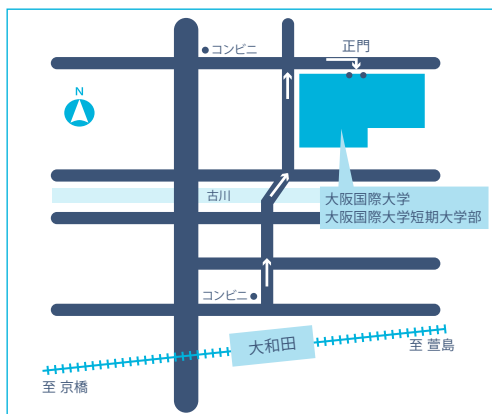 コンビニ
正門
N
古川
大阪国際大学
大阪国際大学短期大学部
コンビニ
大和田
至 萱島
至 京橋